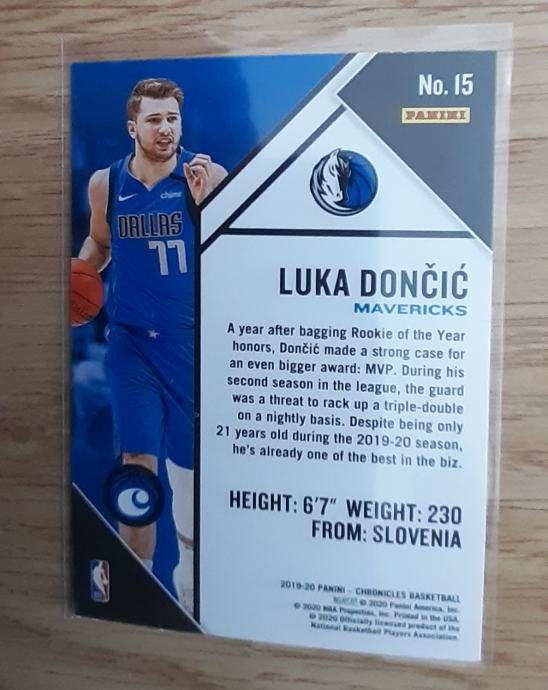 No. 15
PANINI
chime
DALLAS
77
LUKA DONČIĆ
MAVERICKS
A year after bagging Rookie of the Year
honors, Dončić made a strong case for
an even bigger award: MVP. During his
second season in the league, the guard
was a threat to rack up a triple-double
on a nightly basis. Despite being only
21 years old during the 2019-20 season,
he's already one of the best in the biz.
HEIGHT: 6'7" WEIGHT: 230
FROM: SLOVENIA
2019-20 PANINI – CHRONICLES BASKETBALL
© 2020 Panini America, Inc.
© 2020 NBA Properties, Inc. Printed in the USA.
© 2020 Officially licensed product of the
National Basketball Players Association.